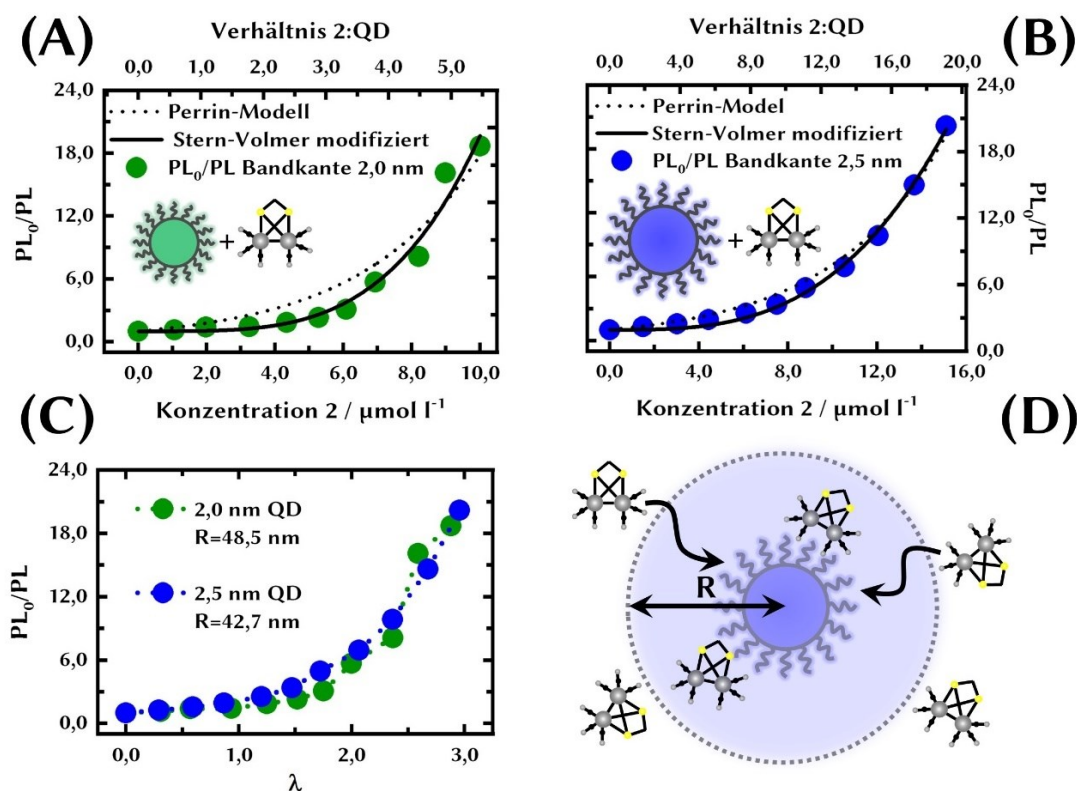 (A)
Verhältnis 2:QD
0,0 1,0 2,0 3,0 4,0 5,0
24,0
18,0
12,0
6,0
0,0
PL₀/PL
Perrin-Modell
Stern-Volmer modifiziert
PL₀/PL Bandkante 2,0 nm
+
0,0 2,0 4,0 6,0 8,0 10,0
Konzentration 2 / µmol l⁻¹
(B)
Verhältnis 2:QD
0,0 4,0 8,0 12,0 16,0 20,0
Perrin-Model
Stern-Volmer modifiziert
PL₀/PL Bandkante 2,5 nm
+
24,0
18,0
12,0
6,0
0,0
PL₀/PL
0,0 4,0 8,0 12,0 16,0
Konzentration 2 / µmol l⁻¹
(C)
24,0
18,0
12,0
6,0
0,0
PL₀/PL
2,0 nm QD
R=48,5 nm
2,5 nm QD
R=42,7 nm
0,0 1,0 2,0 3,0
λ
(D)
R